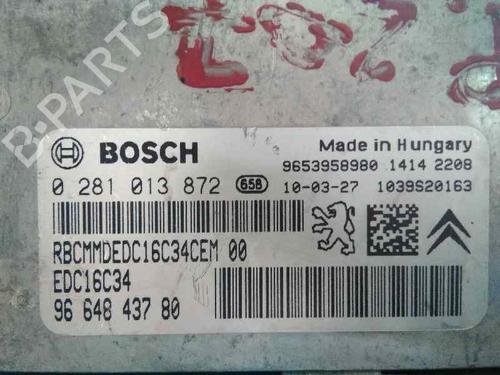 B-PARTS
BOSCH
Made in Hungary
9653958980 1414 2208
0 281 013 872 658 10-03-27 1039S20163
RBCMMDEDC16C34CEM 00
EDC16C34
96 648 437 80